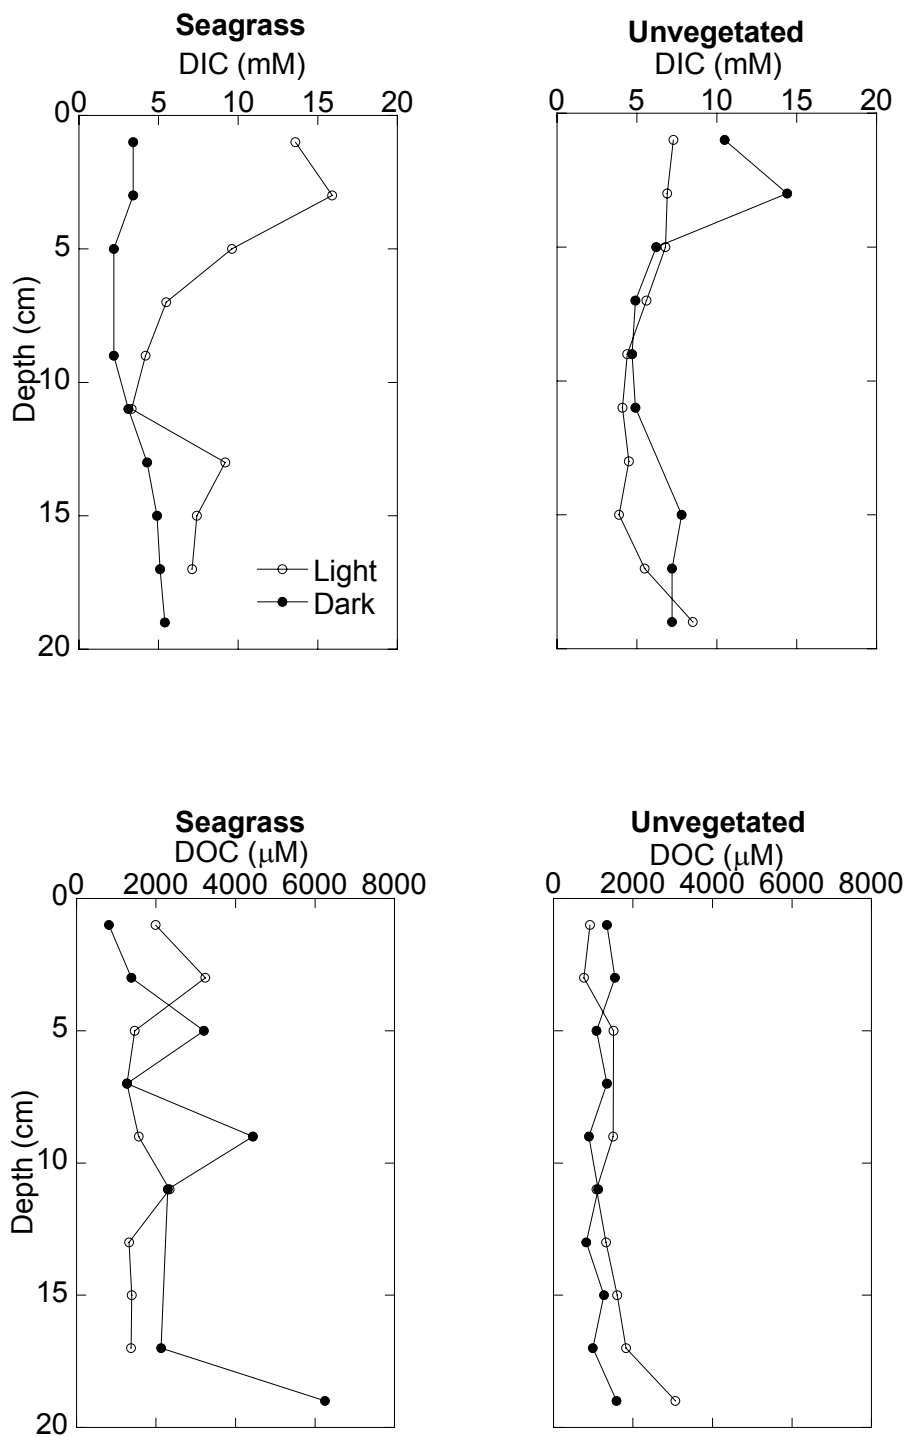 Seagrass
DIC (mM)
0 5 10 15 20
0
5
10
15
20
Depth (cm)
Light
Dark
Unvegetated
DIC (mM)
0 5 10 15 20
Seagrass
DOC (μM)
0 2000 4000 6000 8000
0
5
10
15
20
Depth (cm)
Unvegetated
DOC (μM)
0 2000 4000 6000 8000